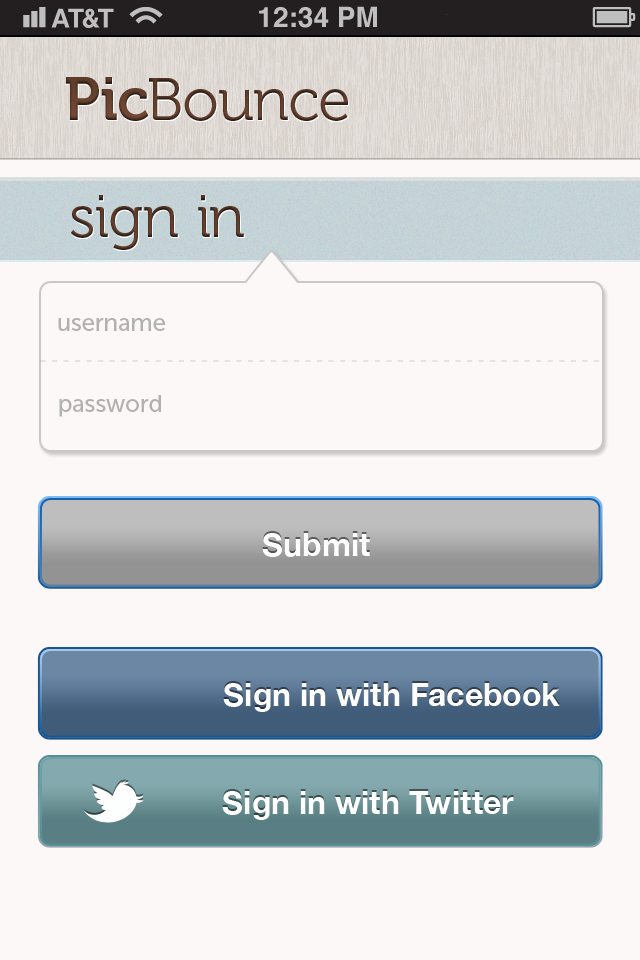 AT&T 12:34 PM
PicBounce
sign in
username
password
Submit
Sign in with Facebook
Sign in with Twitter